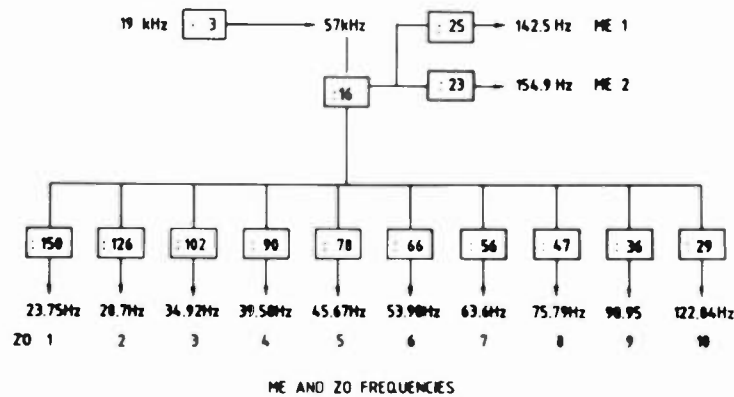 19 kHz : 3 57kHz : 25 142.5 Hz ME 1
:16 : 23 154.9 Hz ME 2
: 150 : 126 : 102 : 90 : 78 : 66 : 56 : 47 : 36 : 29
23.75Hz 28.7Hz 34.92Hz 39.58Hz 45.67Hz 53.98Hz 63.6Hz 75.79Hz 98.95 122.84Hz
ZO 1 2 3 4 5 6 7 8 9 10
ME AND ZO FREQUENCIES